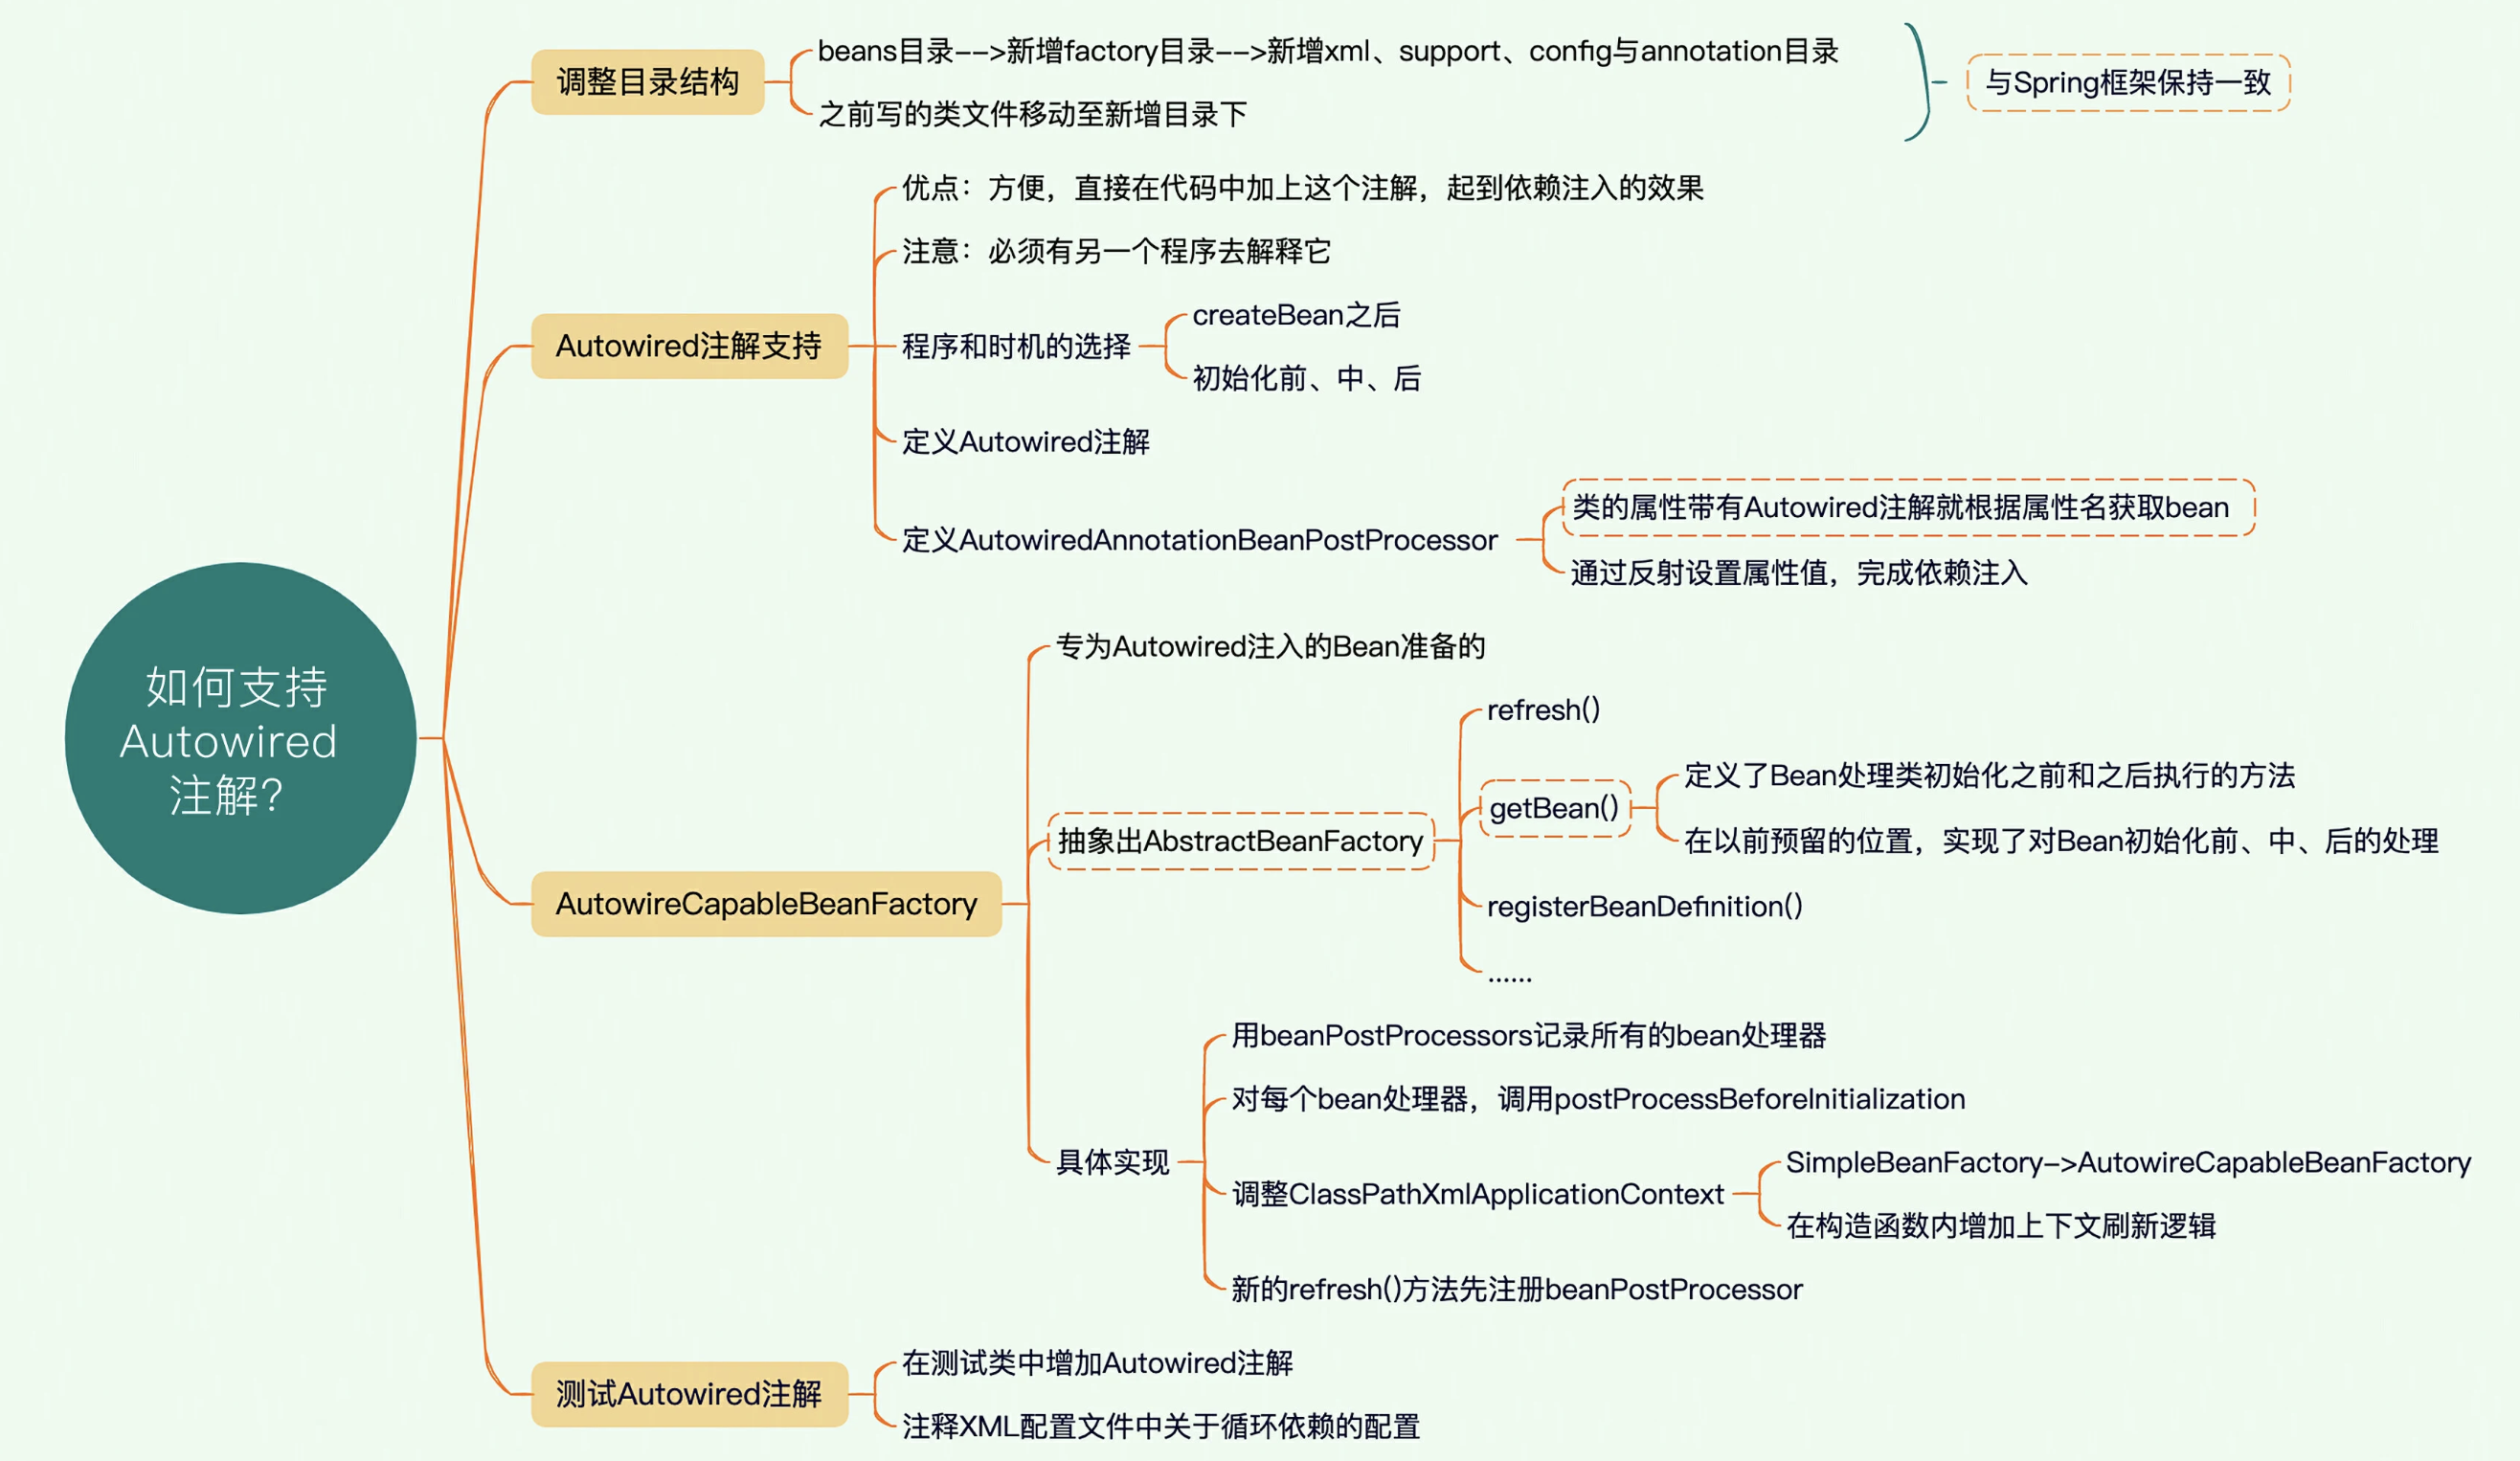 如何支持
Autowired
注解?
调整目录结构
beans目录-->新增factory目录-->新增xml、support、config与annotation目录
之前写的类文件移动至新增目录下
与Spring框架保持一致
Autowired注解支持
优点：方便，直接在代码中加上这个注解，起到依赖注入的效果
注意：必须有另一个程序去解释它
程序和时机的选择
createBean之后
初始化前、中、后
定义Autowired注解
定义AutowiredAnnotationBeanPostProcessor
类的属性带有Autowired注解就根据属性名获取bean
通过反射设置属性值，完成依赖注入
AutowireCapableBeanFactory
专为Autowired注入的Bean准备的
抽象出AbstractBeanFactory
refresh()
getBean()
定义了Bean处理类初始化之前和之后执行的方法
在以前预留的位置，实现了对Bean初始化前、中、后的处理
registerBeanDefinition()
……
具体实现
用beanPostProcessors记录所有的bean处理器
对每个bean处理器，调用postProcessBeforeInitialization
调整ClassPathXmlApplicationContext
SimpleBeanFactory->AutowireCapableBeanFactory
在构造函数内增加上下文刷新逻辑
新的refresh()方法先注册beanPostProcessor
测试Autowired注解
在测试类中增加Autowired注解
注释XML配置文件中关于循环依赖的配置